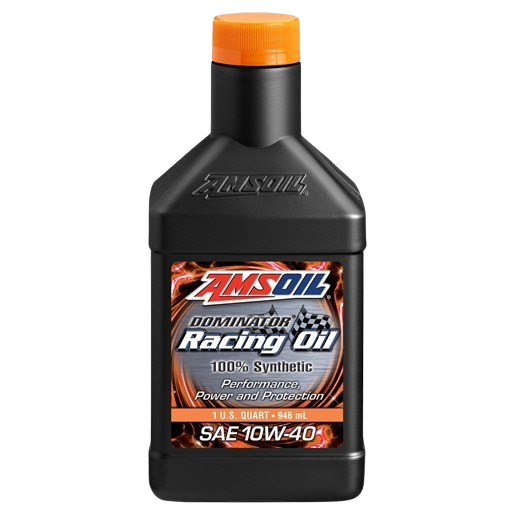 AMSOIL®
AMSOIL®
DOMINATOR
Racing Oil
100% Synthetic
Performance,
Power and Protection
1 U.S. QUART • 946 mL
SAE 10W-40